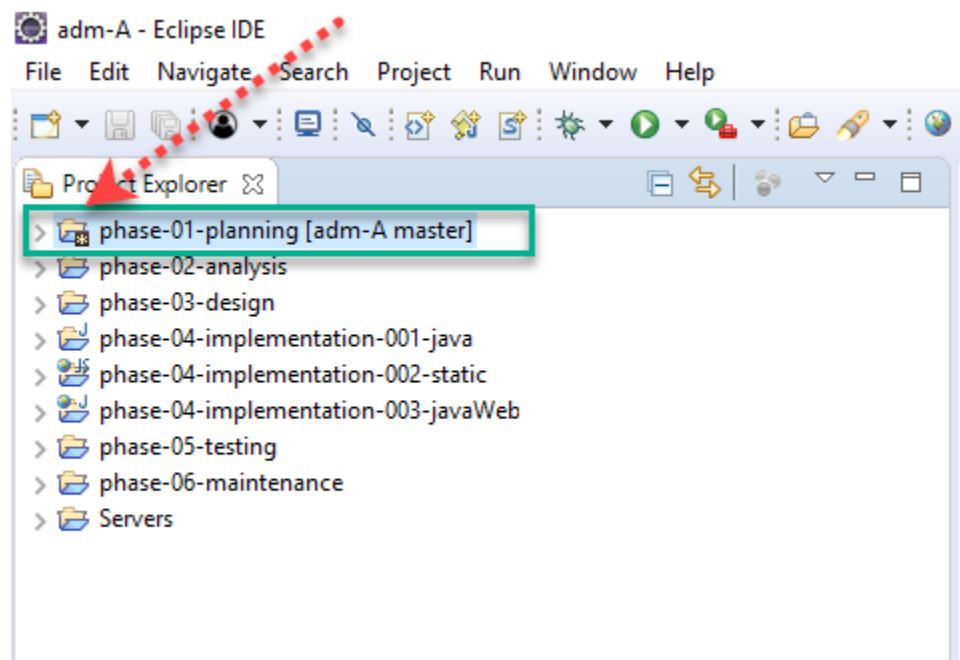 adm-A - Eclipse IDE
File Edit Navigate Search Project Run Window Help
Project Explorer
phase-01-planning [adm-A master]
phase-02-analysis
phase-03-design
phase-04-implementation-001-java
phase-04-implementation-002-static
phase-04-implementation-003-javaWeb
phase-05-testing
phase-06-maintenance
Servers